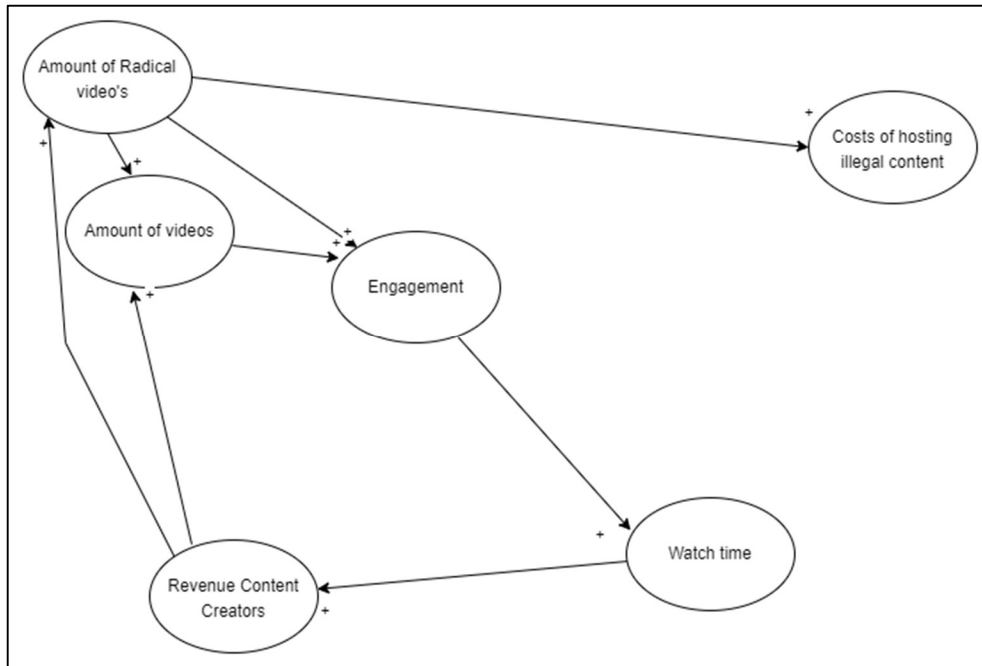 Amount of Radical
video's
+
Costs of hosting
illegal content
+
+
Amount of videos
+
+
Engagement
+
+
Watch time
Revenue Content
Creators
+